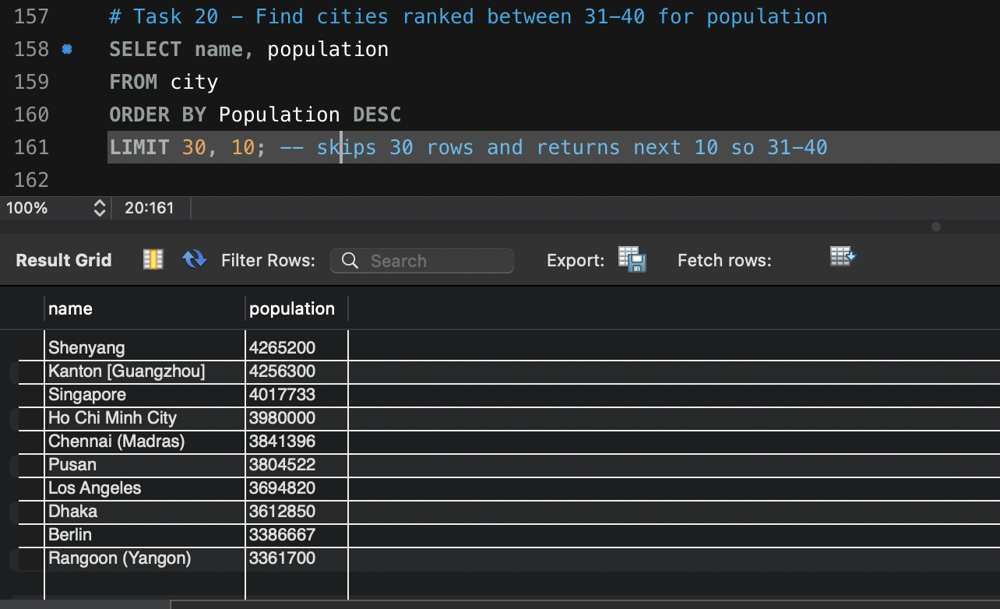 157 # Task 20 – Find cities ranked between 31–40 for population
158 SELECT name, population
159 FROM city
160 ORDER BY Population DESC
161 LIMIT 30, 10; -- skips 30 rows and returns next 10 so 31–40
162
100% 20:161
Result Grid Filter Rows: Search Export: Fetch rows:
name population
Shenyang 4265200
Kanton [Guangzhou] 4256300
Singapore 4017733
Ho Chi Minh City 3980000
Chennai (Madras) 3841396
Pusan 3804522
Los Angeles 3694820
Dhaka 3612850
Berlin 3386667
Rangoon (Yangon) 3361700